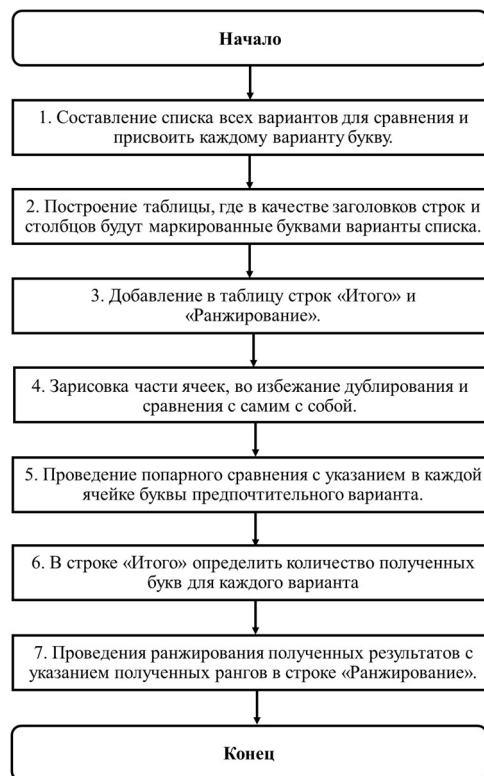 Начало
1. Составление списка всех вариантов для сравнения и
присвоить каждому варианту букву.
2. Построение таблицы, где в качестве заголовков строк и
столбцов будут маркированные буквами варианты списка.
3. Добавление в таблицу строк «Итого» и
«Ранжирование».
4. Зарисовка части ячеек, во избежание дублирования и
сравнения с самим с собой.
5. Проведение попарного сравнения с указанием в каждой
ячейке буквы предпочтительного варианта.
6. В строке «Итого» определить количество полученных
букв для каждого варианта
7. Проведения ранжирования полученных результатов с
указанием полученных рангов в строке «Ранжирование».
Конец